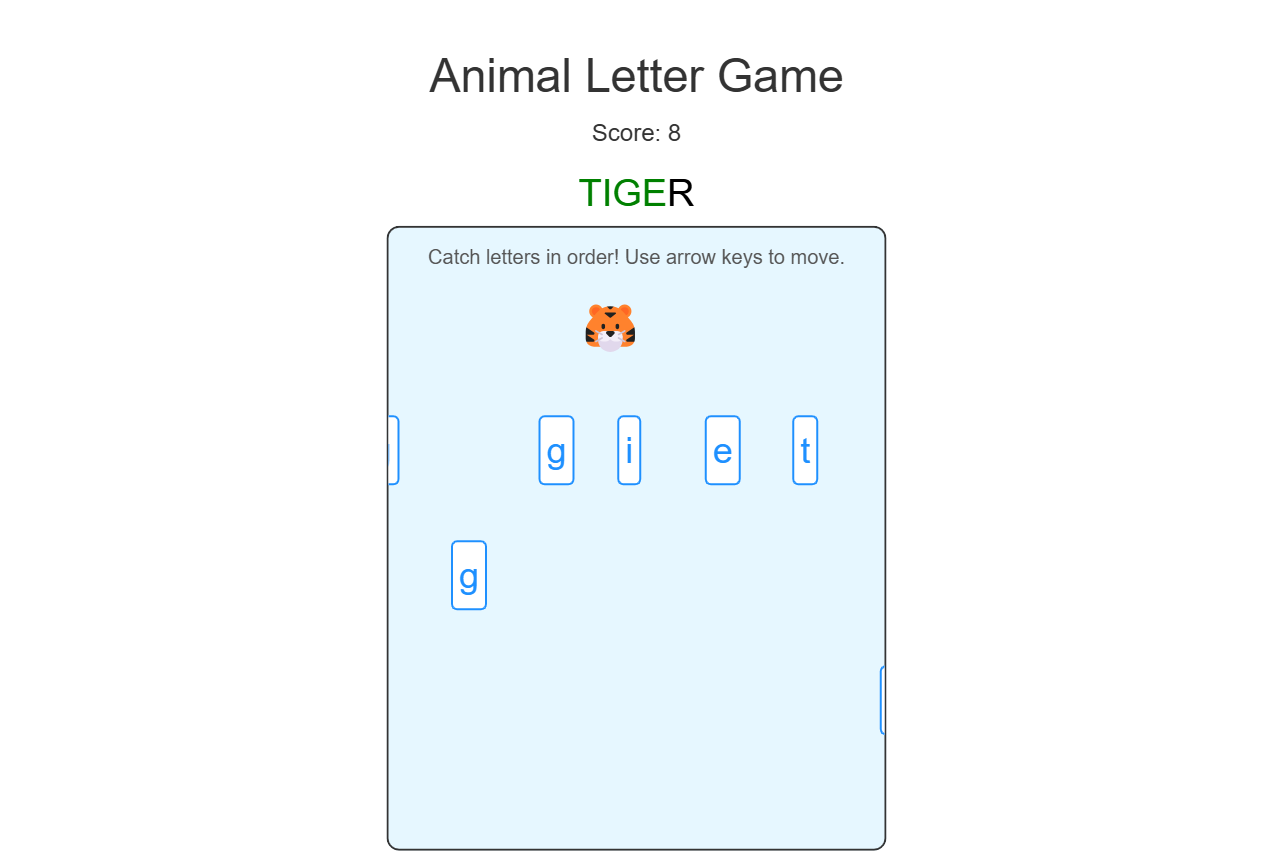 Animal Letter Game
Score: 8
TIGER
Catch letters in order! Use arrow keys to move.
g i e t
g